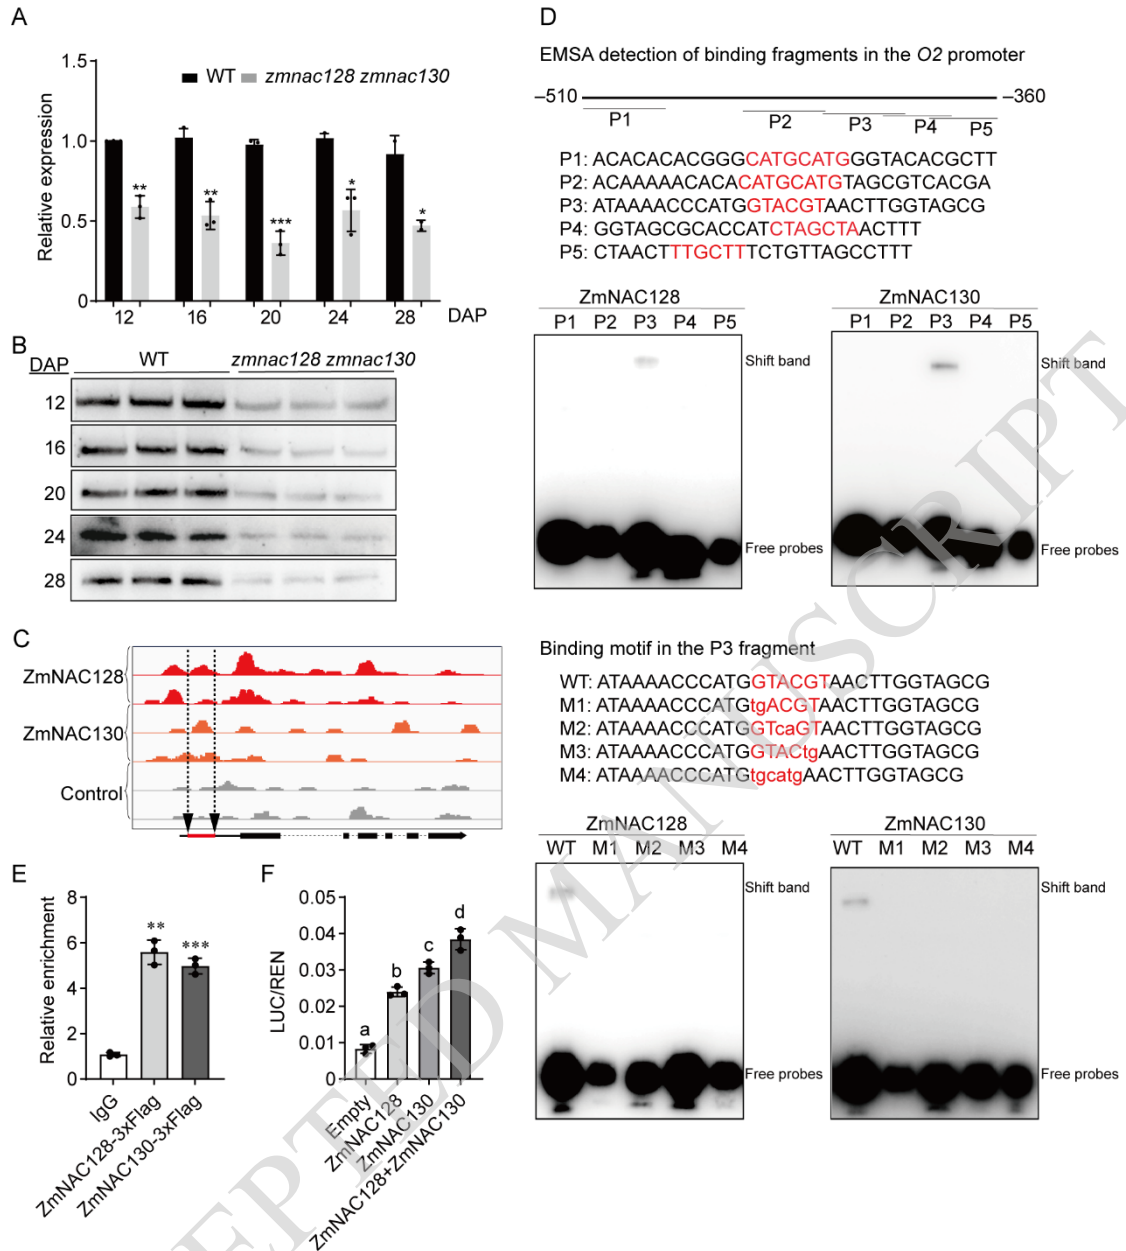 A
1.5
1.0
0.5
0
Relative expression
WT zmnac128 zmnac130
** ** *** * *
12 16 20 24 28 DAP
B
DAP WT zmnac128 zmnac130
12
16
20
24
28
C
ZmNAC128
ZmNAC130
Control
D
EMSA detection of binding fragments in the O2 promoter
–510 –360
P1 P2 P3 P4 P5
P1: ACACACACGGGCATGCATGGGTACACGCTT
P2: ACAAAAACACACATGCATGTAGCGTCACGA
P3: ATAAAACCCATGGTACGTAACTTGGTAGCG
P4: GGTAGCGCACCATCTAGCTAACTTT
P5: CTAACTTTGCTTTCTGTTAGCCTTT
ZmNAC128
P1 P2 P3 P4 P5
Shift band
Free probes
ZmNAC130
P1 P2 P3 P4 P5
Shift band
Free probes
Binding motif in the P3 fragment
WT: ATAAAACCCATGGTACGTAACTTGGTAGCG
M1: ATAAAACCCATGtgACGTAACTTGGTAGCG
M2: ATAAAACCCATGGTcaGTAACTTGGTAGCG
M3: ATAAAACCCATGGTACtgAACTTGGTAGCG
M4: ATAAAACCCATGtgcatgAACTTGGTAGCG
ZmNAC128
WT M1 M2 M3 M4
Shift band
Free probes
ZmNAC130
WT M1 M2 M3 M4
Shift band
Free probes
E
8
6
4
2
0
Relative enrichment
** ***
IgG
ZmNAC128-3xFlag
ZmNAC130-3xFlag
F
0.05
0.04
0.03
0.02
0.01
0
LUC/REN
a b c d
Empty
ZmNAC128
ZmNAC130
ZmNAC128+ZmNAC130
EPTED MANUSCRIPT